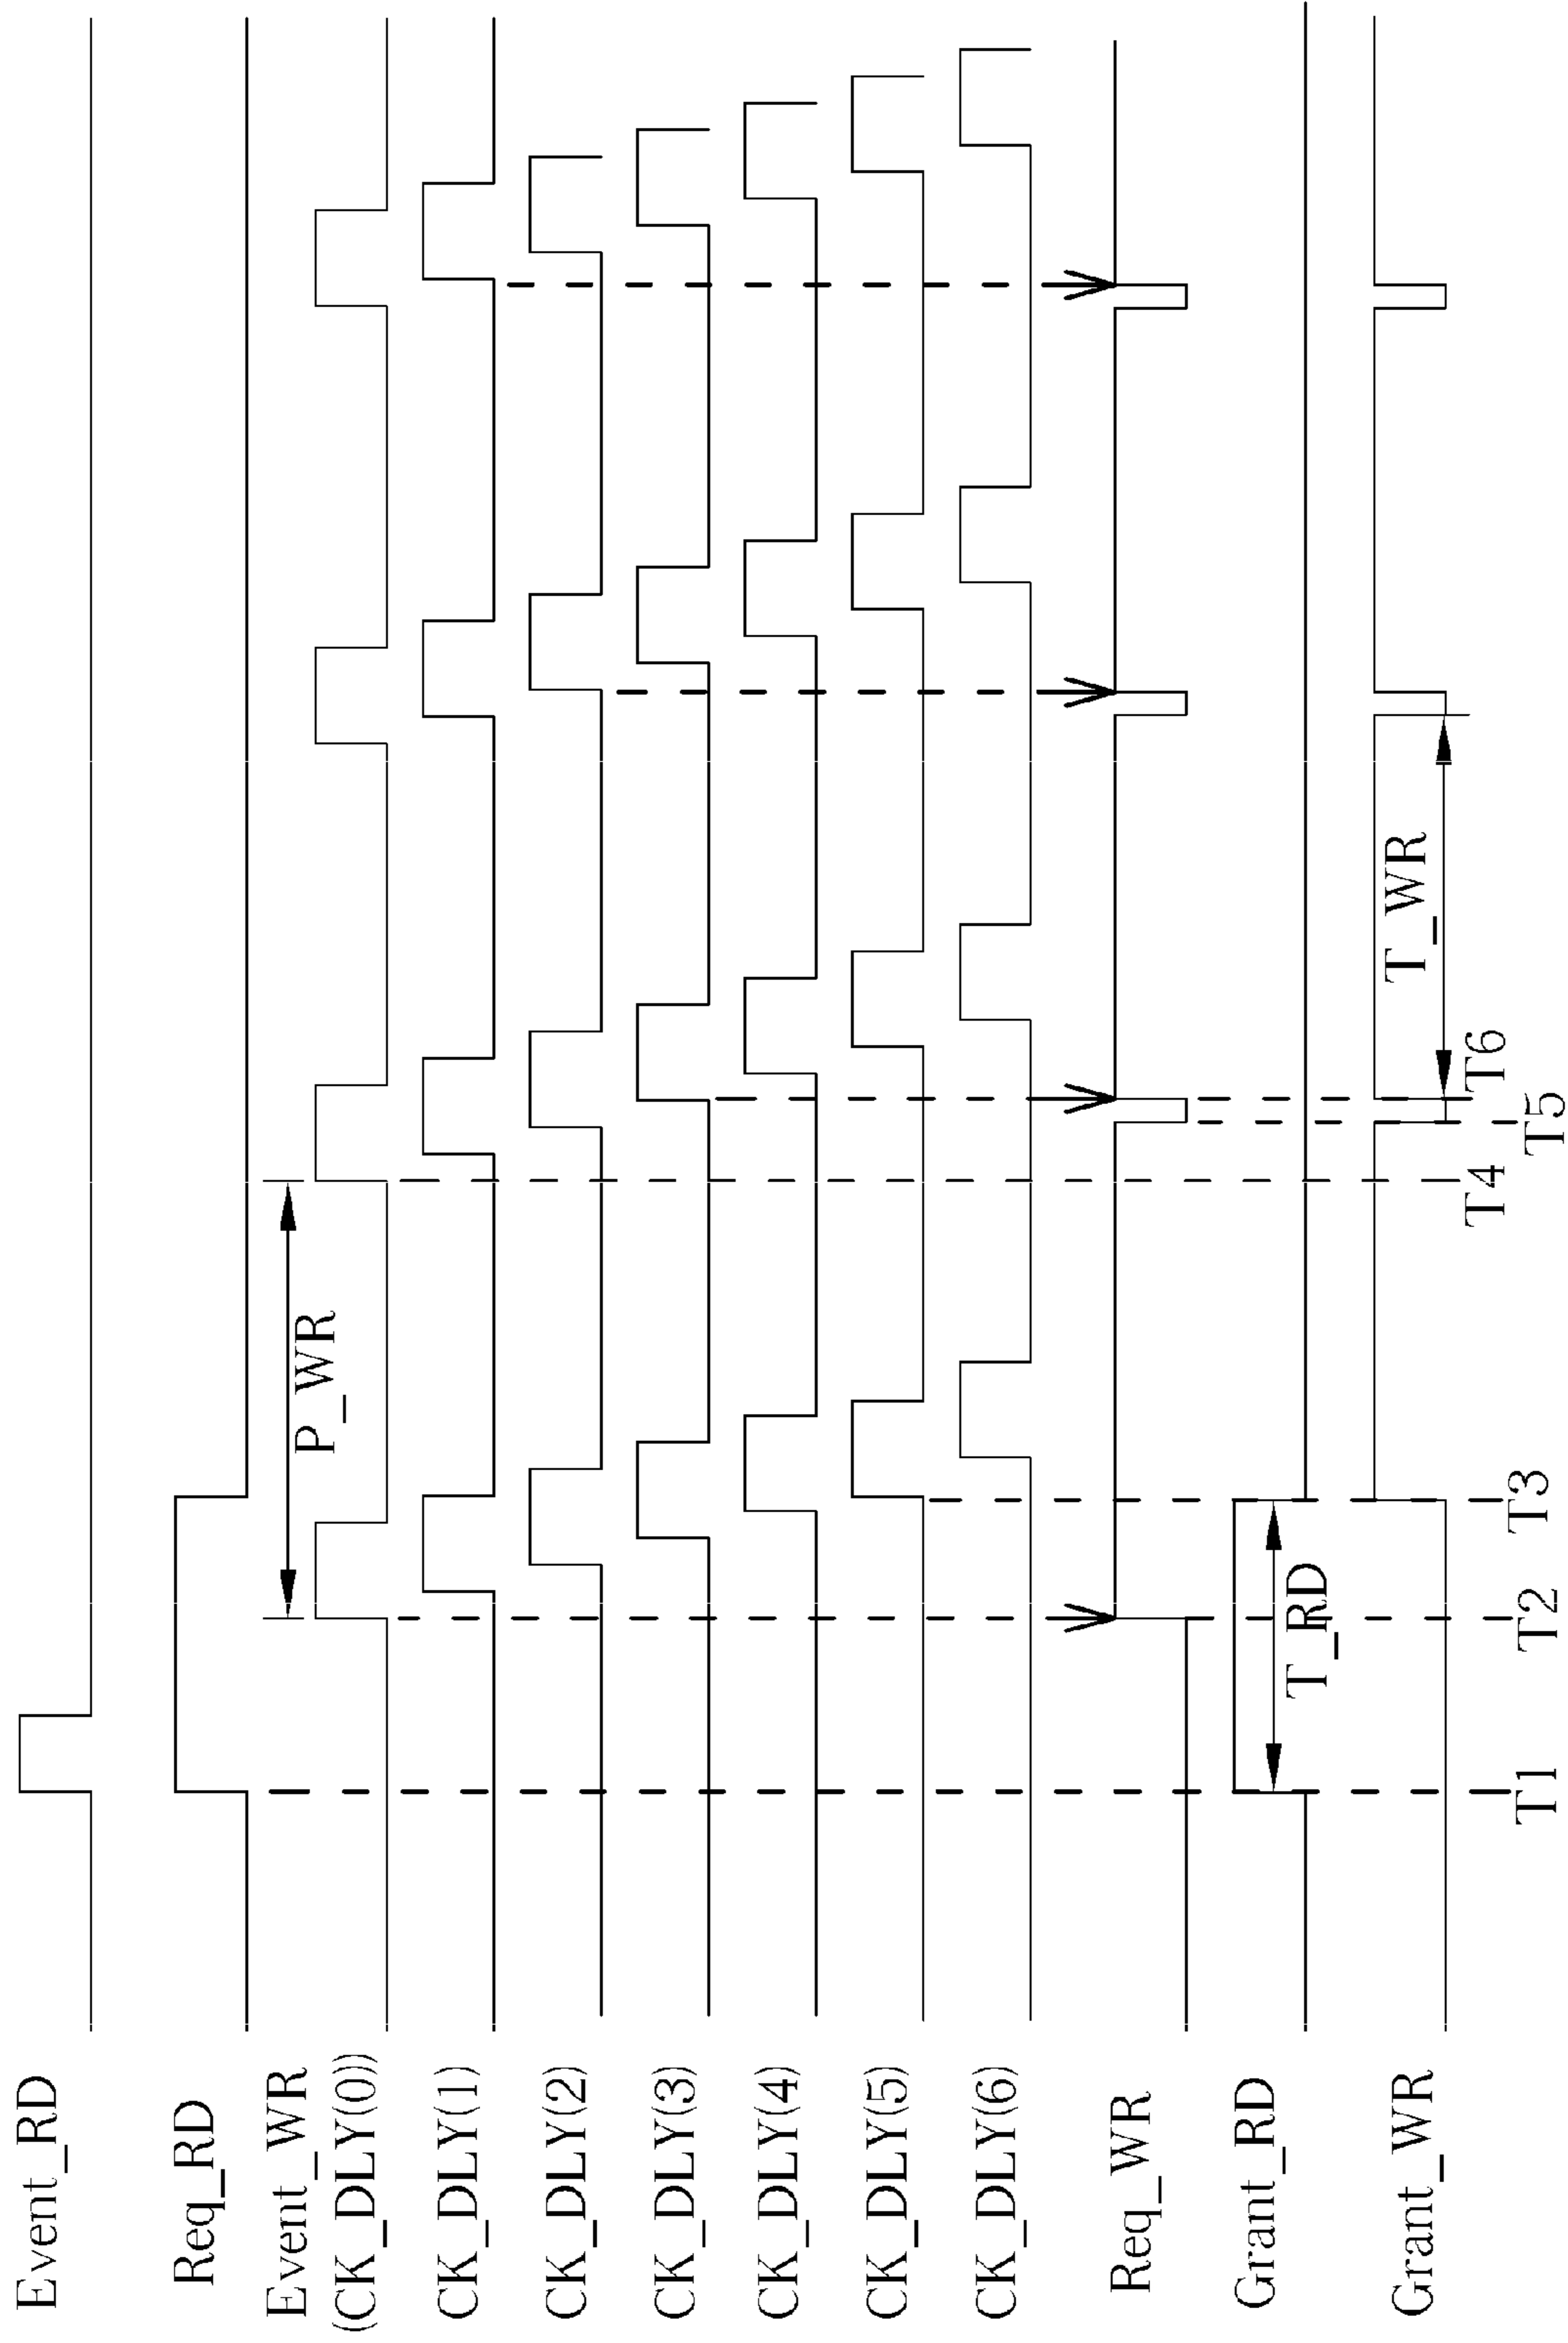 Event_RD
Req_RD
Event_WR
(CK_DLY(0))
P_WR
CK_DLY(1)
CK_DLY(2)
CK_DLY(3)
CK_DLY(4)
CK_DLY(5)
CK_DLY(6)
Req_WR
Grant_RD
T_RD
Grant_WR
T_WR
T1
T2
T3
T4
T5
T6